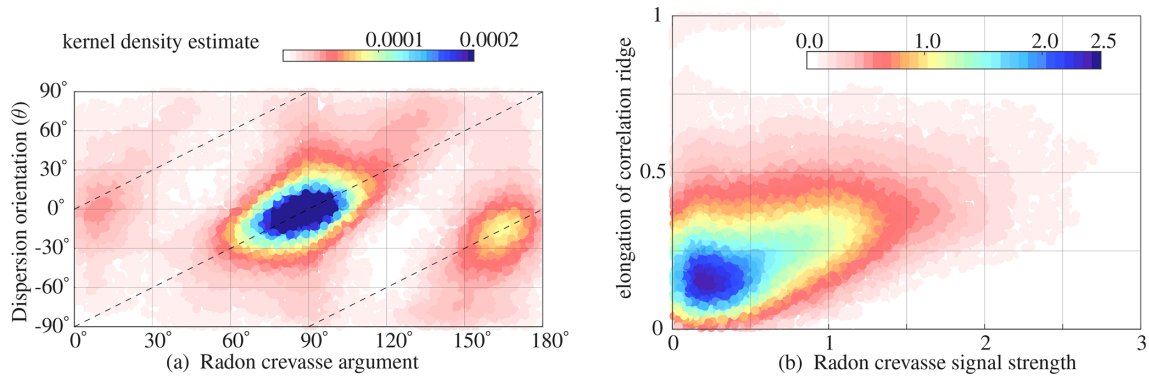 kernel density estimate
0.0001 0.0002
Dispersion orientation (θ)
90°
60°
30°
0°
-30°
-60°
-90°
0° 30° 60° 90° 120° 150° 180°
(a) Radon crevasse argument
elongation of correlation ridge
1
0.5
0
0.0 1.0 2.0 2.5
0 1 2 3
(b) Radon crevasse signal strength